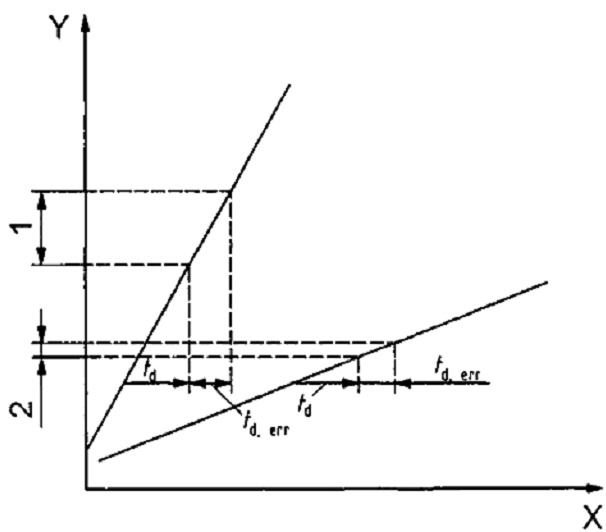 Y
1
2
t_d
t_d, err
t_d
t_d, err
X